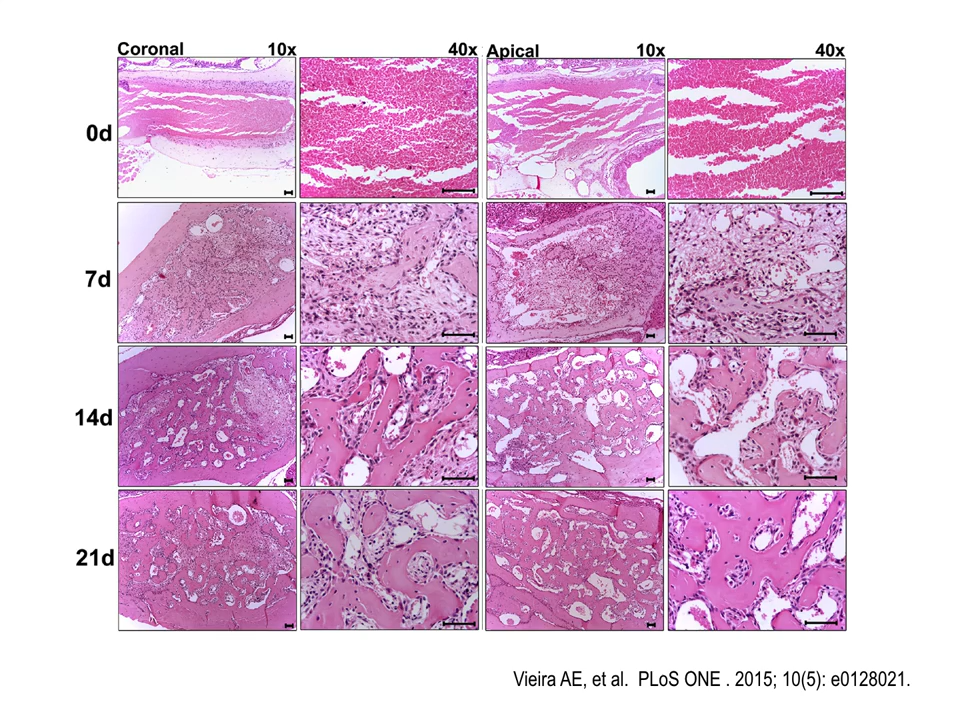 Coronal 10x 40x Apical 10x 40x
0d
7d
14d
21d
Vieira AE, et al. PLoS ONE . 2015; 10(5): e0128021.